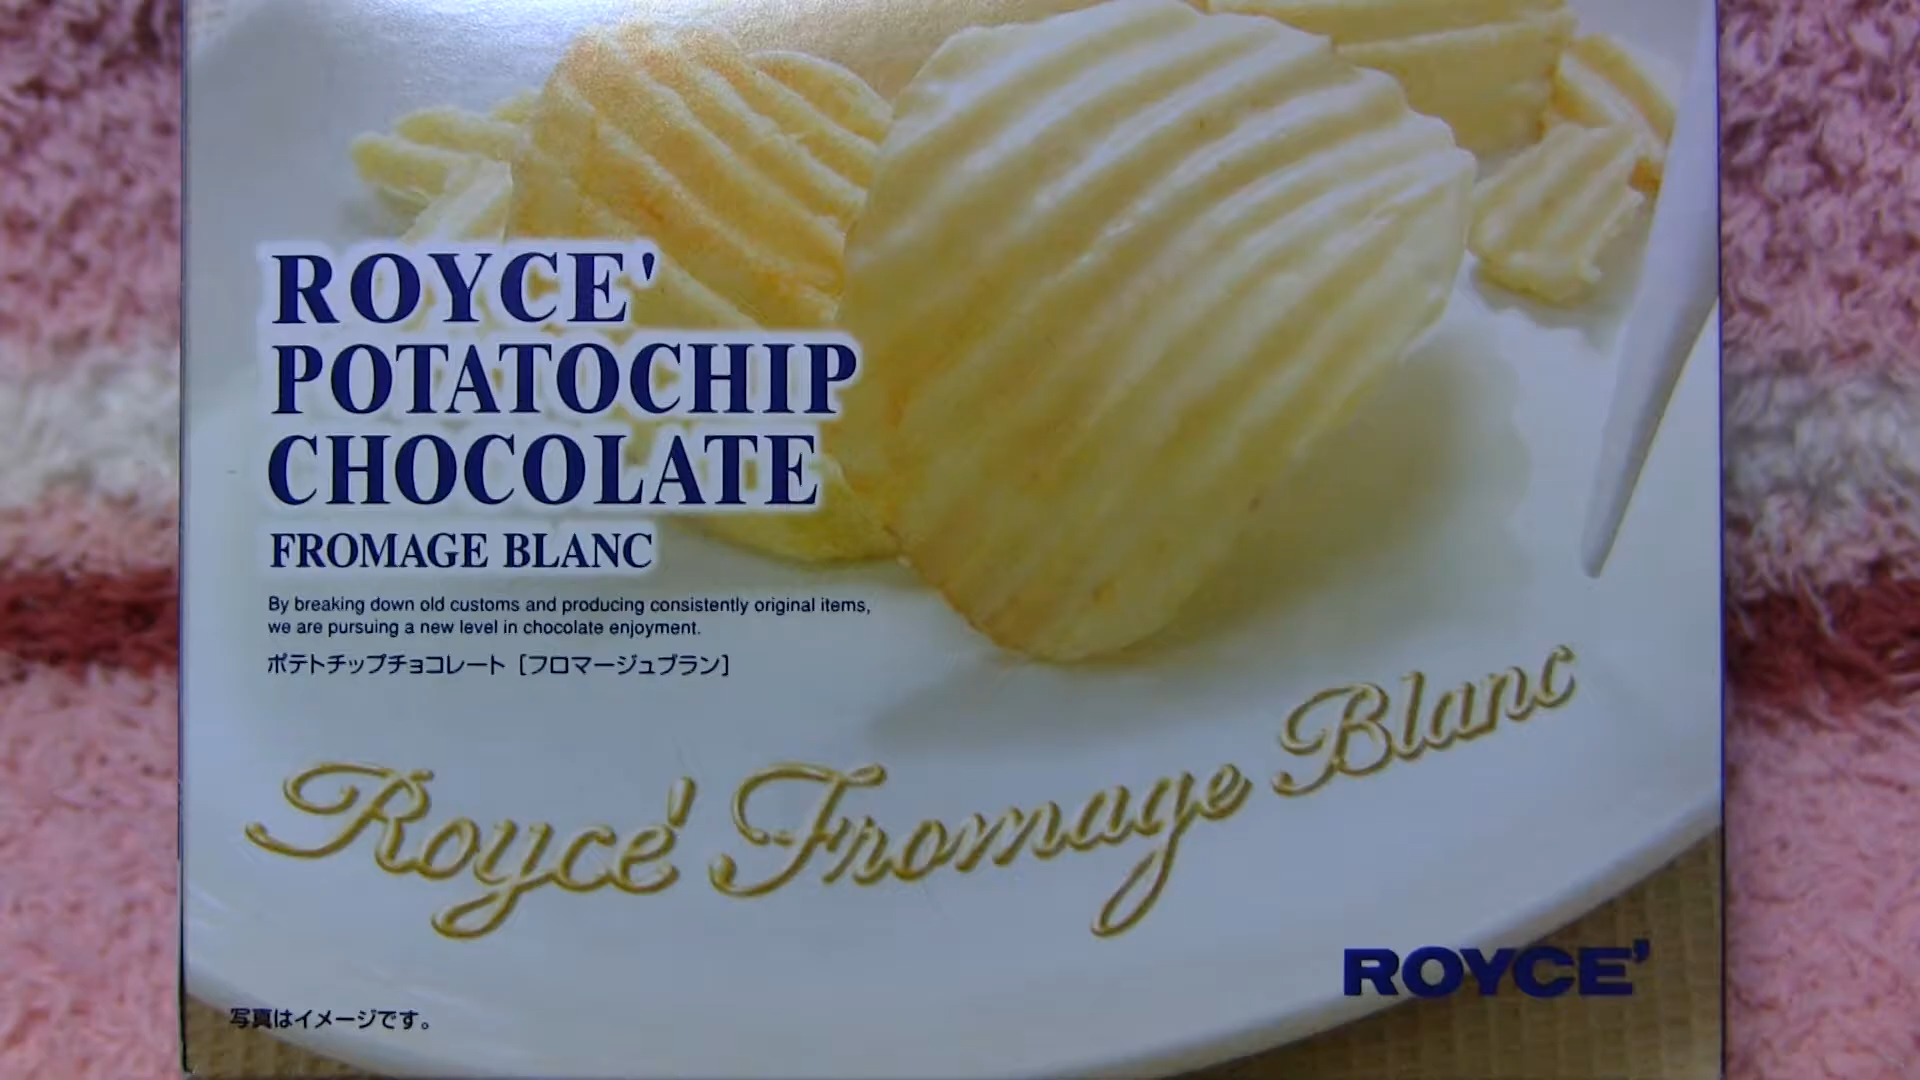 ROYCE'
POTATOCHIP
CHOCOLATE
FROMAGE BLANC
By breaking down old customs and producing consistently original items,
we are pursuing a new level in chocolate enjoyment.
ポテトチップチョコレート［フロマージュブラン］
Royce' Fromage Blanc
ROYCE'
写真はイメージです。